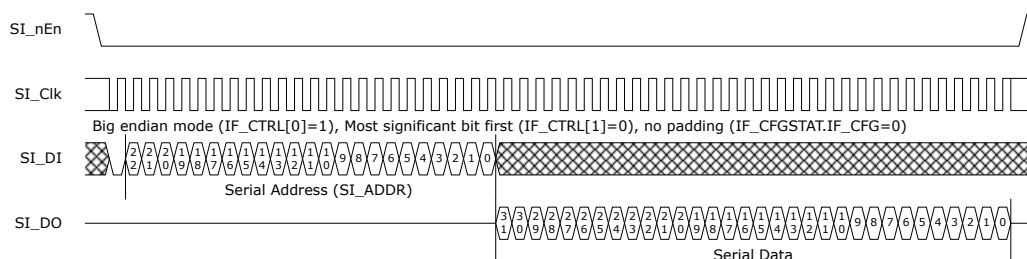 SI_nEn
SI_Clk
Big endian mode (IF_CTRL[0]=1), Most significant bit first (IF_CTRL[1]=0), no padding (IF_CFGSTAT.IF_CFG=0)
SI_DI
22 21 20 19 18 17 16 15 14 13 12 11 10 9 8 7 6 5 4 3 2 1 0
Serial Address (SI_ADDR)
SI_DO
31 30 29 28 27 26 25 24 23 22 21 20 19 18 17 16 15 14 13 12 11 10 9 8 7 6 5 4 3 2 1 0
Serial Data